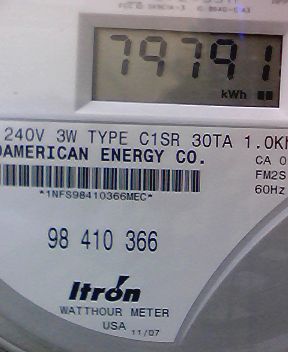 79791
kWh
240V 3W TYPE C1SR 30TA 1.0Kh
AMERICAN ENERGY CO.
CA 0
FM2S
*1NFS98410366MEC*
60Hz
98 410 366
Itron
WATTHOUR METER
USA 11/07